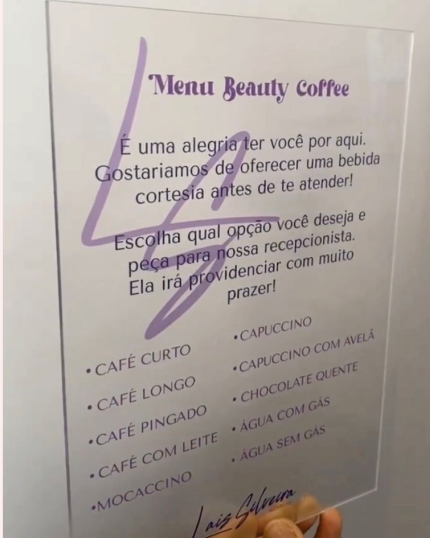 Menu Beauty Coffee
É uma alegria ter você por aqui.
Gostariamos de oferecer uma bebida
cortesia antes de te atender!
Escolha qual opção você deseja e
peça para nossa recepcionista.
Ela irá providenciar com muito
prazer!
• CAFÉ CURTO
• CAFÉ LONGO
• CAFÉ PINGADO
• CAFÉ COM LEITE
• MOCACCINO
• CAPUCCINO
• CAPUCCINO COM AVELÃ
• CHOCOLATE QUENTE
• ÁGUA COM GÁS
• ÁGUA SEM GÁS
Lais Silveira